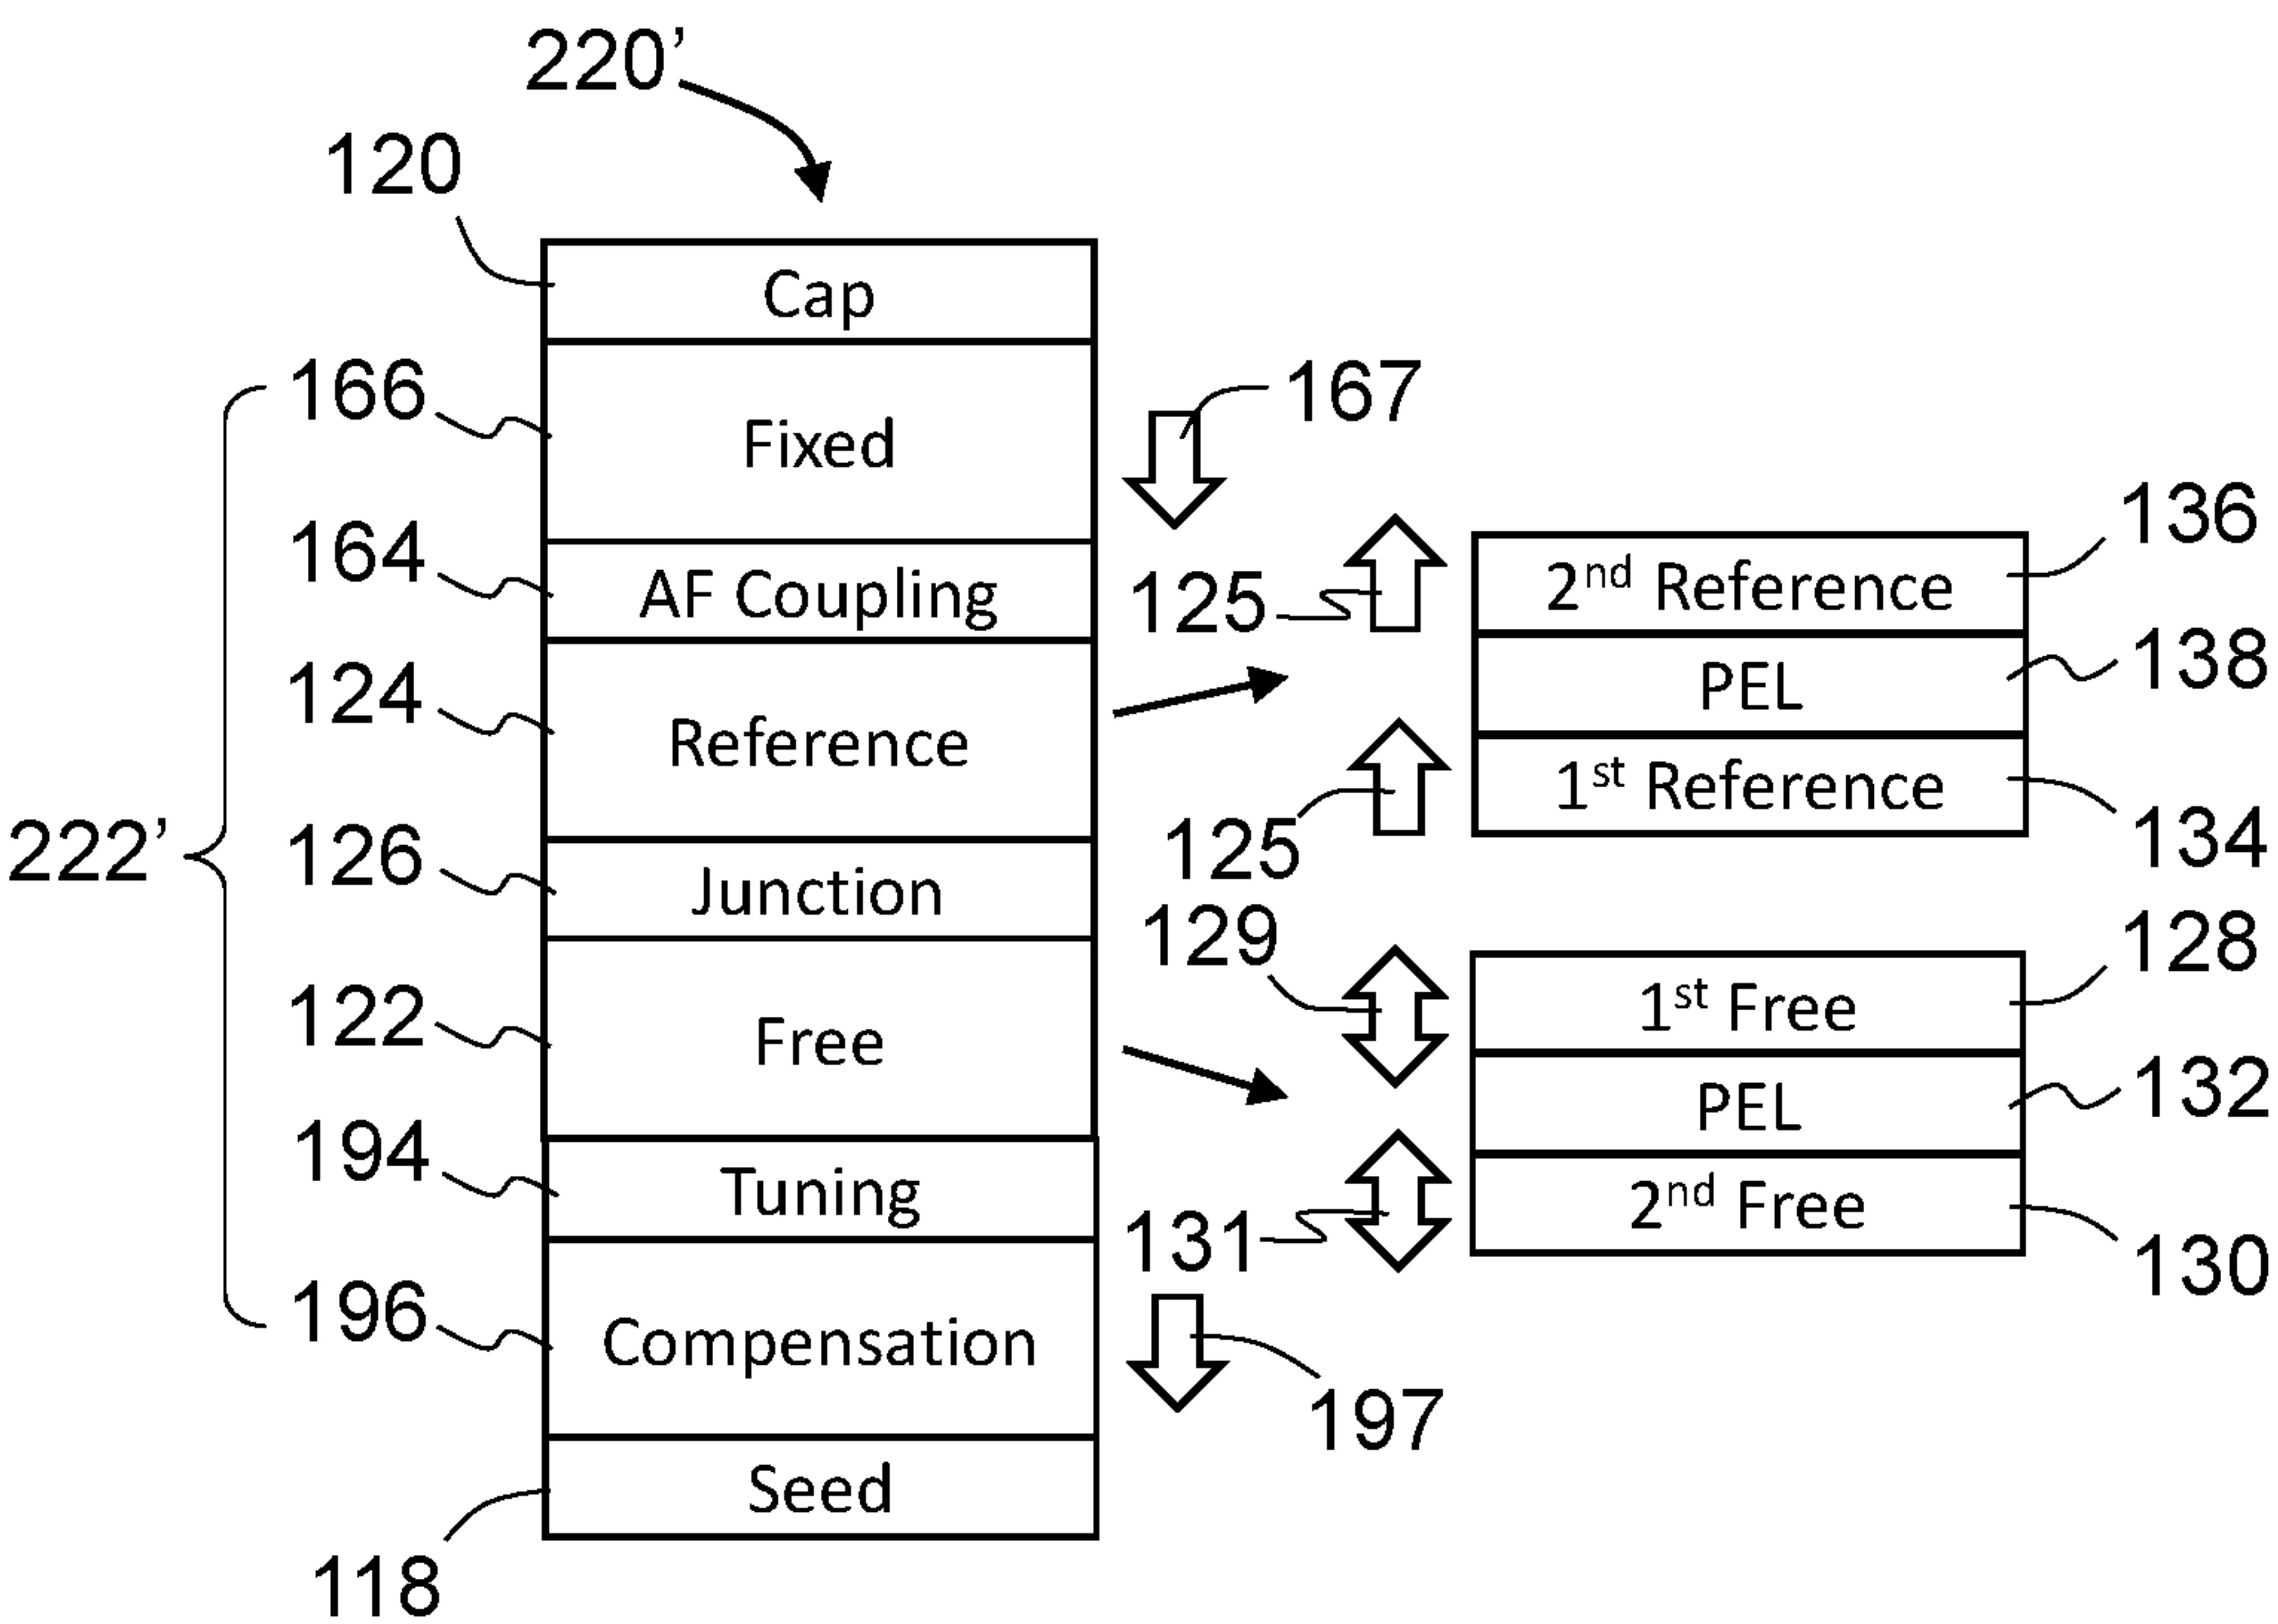 220’
120
Cap
166
Fixed
167
164
AF Coupling
125
2nd Reference
136
124
Reference
PEL
138
125
1st Reference
134
222’
126
Junction
129
1st Free
128
122
Free
PEL
132
194
Tuning
131
2nd Free
130
196
Compensation
197
Seed
118